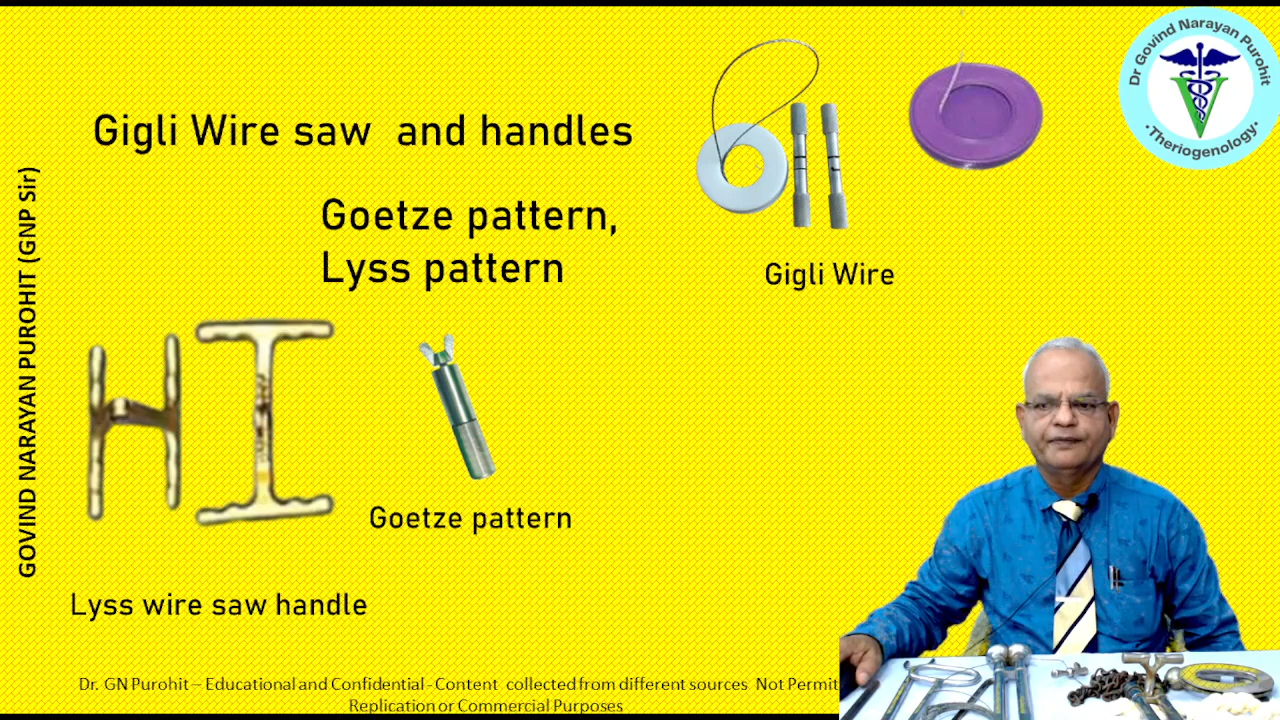 Gigli Wire saw and handles
Goetze pattern,
Lyss pattern
Gigli Wire
Goetze pattern
Lyss wire saw handle
GOVIND NARAYAN PUROHIT (GNP Sir)
Dr Govind Narayan Purohit
•Theriogenology•
Dr. GN Purohit – Educational and Confidential - Content collected from different sources Not Permit
Replication or Commercial Purposes